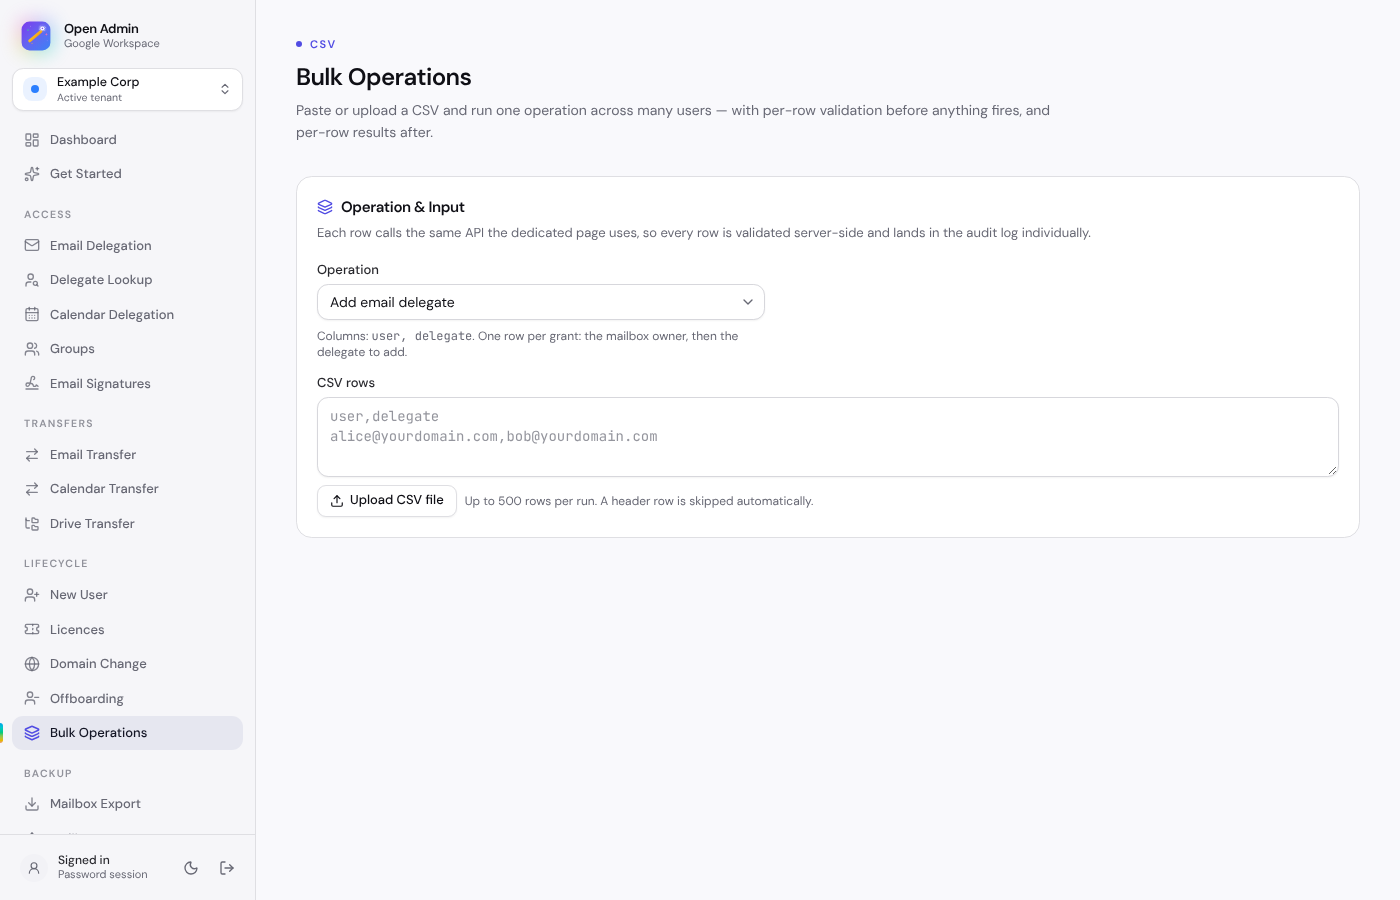 Open Admin
Google Workspace
Example Corp
Active tenant
Dashboard
Get Started
ACCESS
Email Delegation
Delegate Lookup
Calendar Delegation
Groups
Email Signatures
TRANSFERS
Email Transfer
Calendar Transfer
Drive Transfer
LIFECYCLE
New User
Licences
Domain Change
Offboarding
Bulk Operations
BACKUP
Mailbox Export
Signed in
Password session
CSV
Bulk Operations
Paste or upload a CSV and run one operation across many users — with per-row validation before anything fires, and
per-row results after.
Operation & Input
Each row calls the same API the dedicated page uses, so every row is validated server-side and lands in the audit log individually.
Operation
Add email delegate
Columns: user, delegate. One row per grant: the mailbox owner, then the
delegate to add.
CSV rows
user,delegate
alice@yourdomain.com,bob@yourdomain.com
Upload CSV file
Up to 500 rows per run. A header row is skipped automatically.